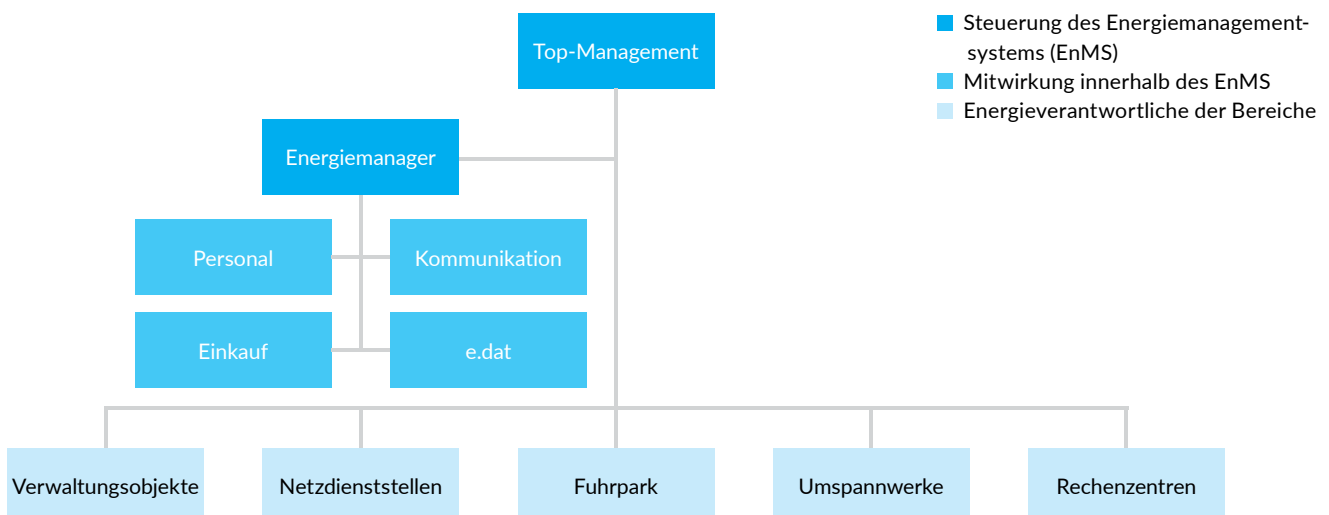 Top-Management
Steuerung des Energiemanagement-
systems (EnMS)
Mitwirkung innerhalb des EnMS
Energieverantwortliche der Bereiche
Energiemanager
Personal
Kommunikation
Einkauf
e.dat
Verwaltungsobjekte
Netzdienststellen
Fuhrpark
Umspannwerke
Rechenzentren